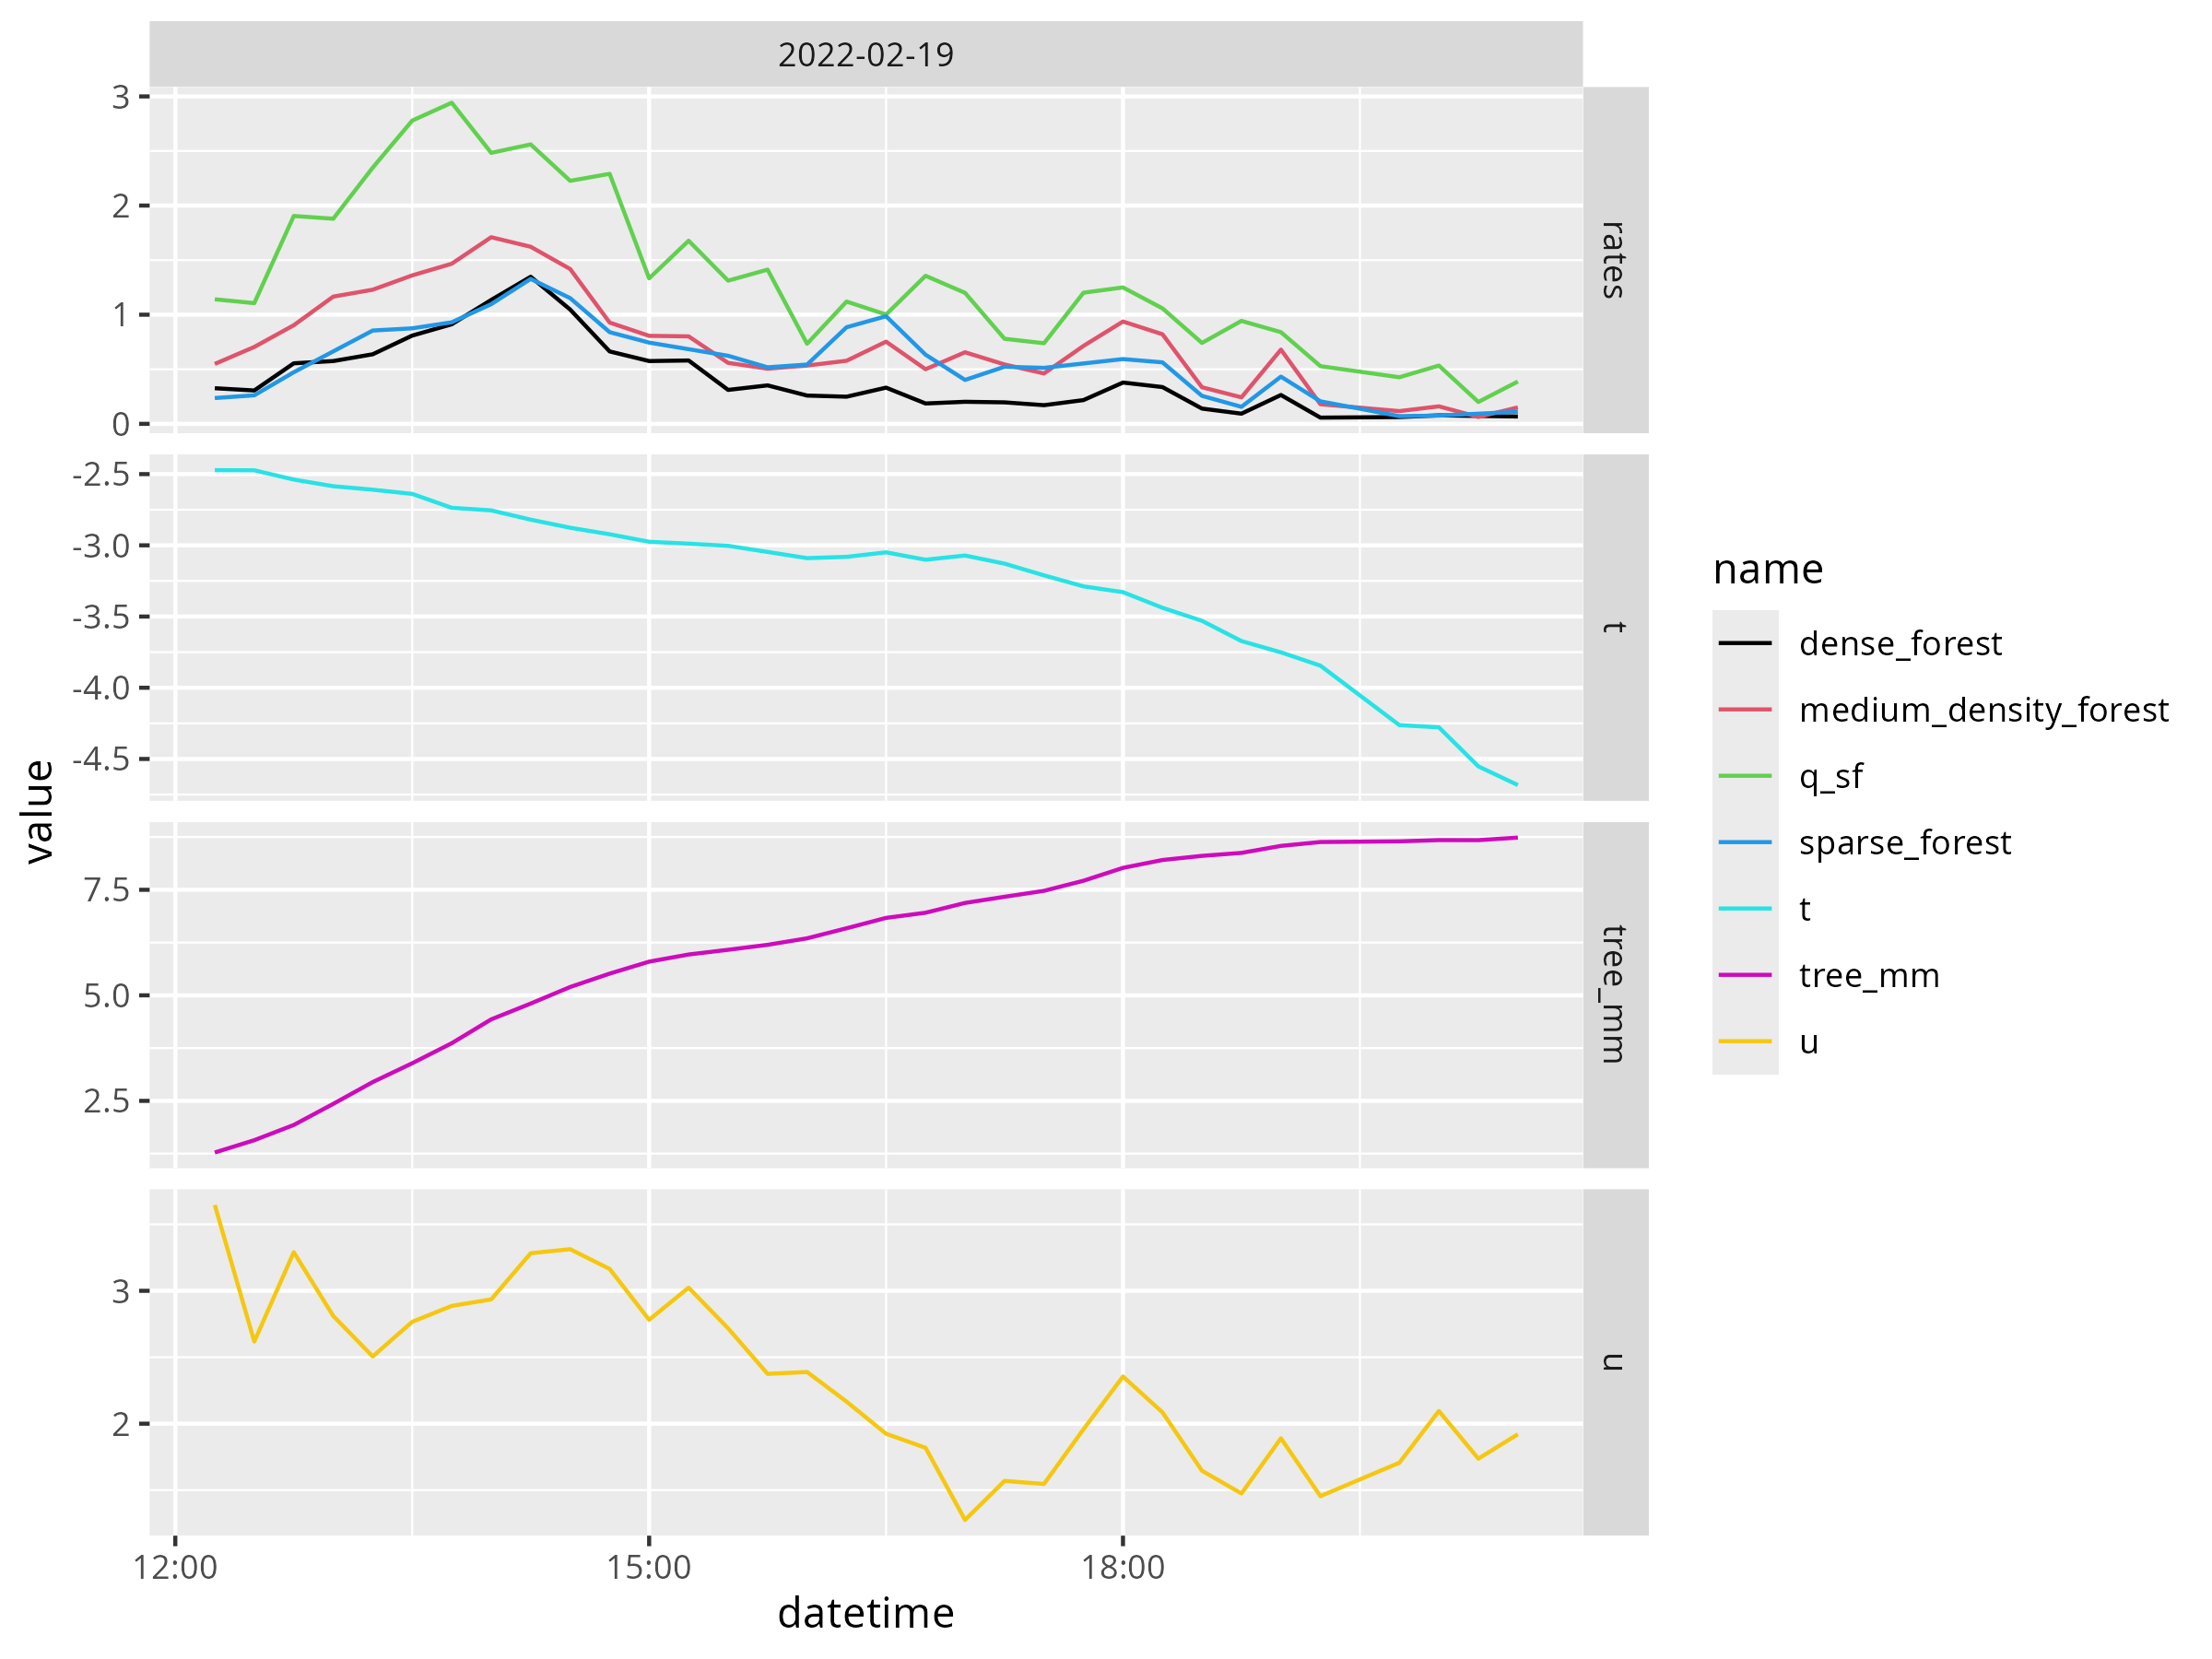 2022-02-19
3
2
1
0
rates
-2.5
-3.0
-3.5
-4.0
-4.5
t
7.5
5.0
2.5
tree_mm
3
2
u
12:00 15:00 18:00
datetime
value
name
dense_forest
medium_density_forest
q_sf
sparse_forest
t
tree_mm
u